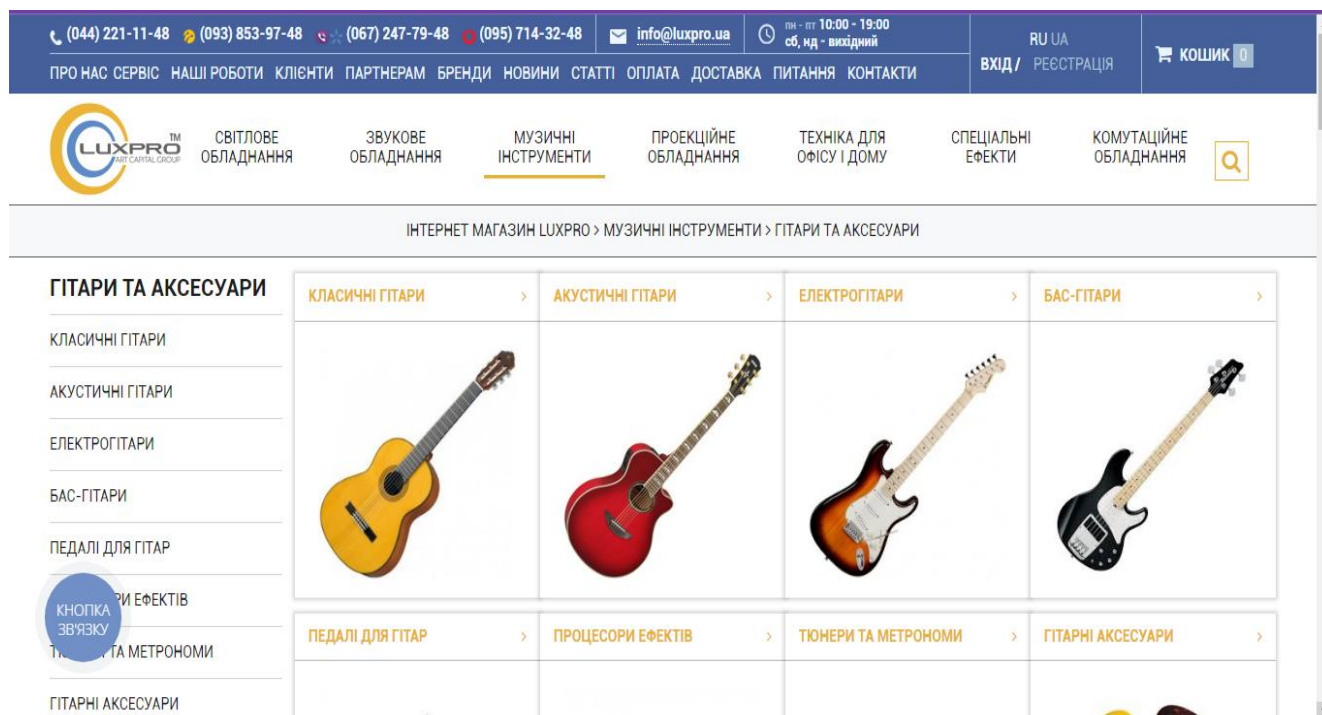 (044) 221-11-48 (093) 853-97-48 (067) 247-79-48 (095) 714-32-48 info@luxpro.ua
пн - пт 10:00 - 19:00
сб, нд - вихідний
RU UA
ВХІД / РЕЄСТРАЦІЯ
КОШИК 0
ПРО НАС СЕРВІС НАШІ РОБОТИ КЛІЄНТИ ПАРТНЕРАМ БРЕНДИ НОВИНИ СТАТТІ ОПЛАТА ДОСТАВКА ПИТАННЯ КОНТАКТИ
LUXPRO TM
ART CAPITAL GROUP
СВІТЛОВЕ
ОБЛАДНАННЯ
ЗВУКОВЕ
ОБЛАДНАННЯ
МУЗИЧНІ
ІНСТРУМЕНТИ
ПРОЕКЦІЙНЕ
ОБЛАДНАННЯ
ТЕХНІКА ДЛЯ
ОФІСУ І ДОМУ
СПЕЦІАЛЬНІ
ЕФЕКТИ
КОМУТАЦІЙНЕ
ОБЛАДНАННЯ
ІНТЕРНЕТ МАГАЗИН LUXPRO > МУЗИЧНІ ІНСТРУМЕНТИ > ГІТАРИ ТА АКСЕСУАРИ
ГІТАРИ ТА АКСЕСУАРИ
КЛАСИЧНІ ГІТАРИ
АКУСТИЧНІ ГІТАРИ
ЕЛЕКТРОГІТАРИ
БАС-ГІТАРИ
ПЕДАЛІ ДЛЯ ГІТАР
ЕФЕКТІВ
ТА МЕТРОНОМИ
ГІТАРНІ АКСЕСУАРИ
КНОПКА
ЗВ'ЯЗКУ
КЛАСИЧНІ ГІТАРИ >
АКУСТИЧНІ ГІТАРИ >
ЕЛЕКТРОГІТАРИ >
БАС-ГІТАРИ >
ПЕДАЛІ ДЛЯ ГІТАР >
ПРОЦЕСОРИ ЕФЕКТІВ >
ТЮНЕРИ ТА МЕТРОНОМИ >
ГІТАРНІ АКСЕСУАРИ >